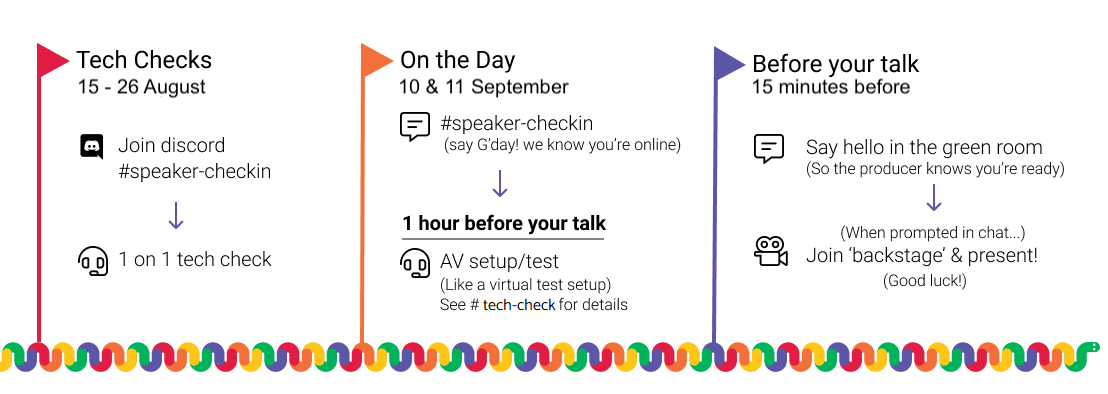 Tech Checks
15 - 26 August
Join discord
#speaker-checkin
1 on 1 tech check
On the Day
10 & 11 September
#speaker-checkin
(say G'day! we know you're online)
1 hour before your talk
AV setup/test
(Like a virtual test setup)
See # tech-check for details
Before your talk
15 minutes before
Say hello in the green room
(So the producer knows you're ready)
(When prompted in chat...)
Join 'backstage' & present!
(Good luck!)